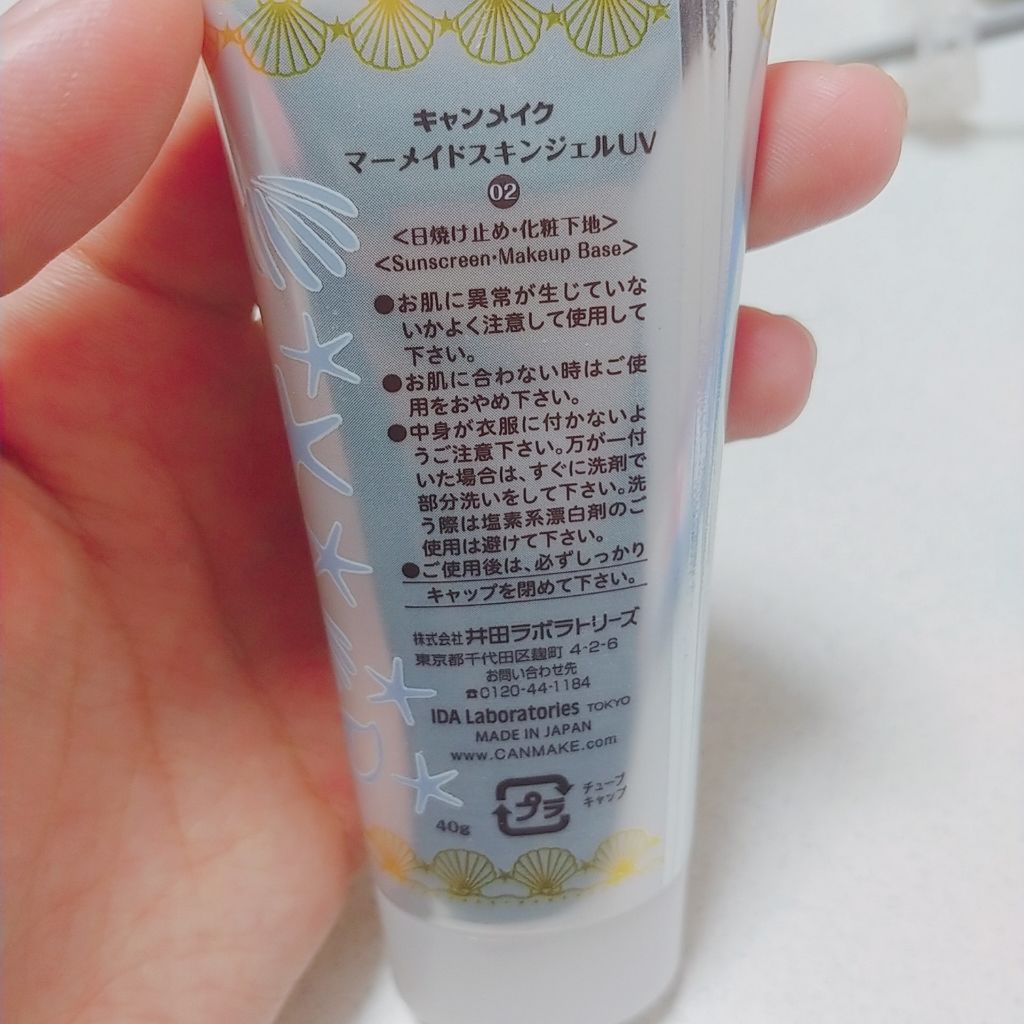 キャンメイク
マーメイドスキンジェルUV
02
<日焼け止め・化粧下地>
<Sunscreen・Makeup Base>
●お肌に異常が生じていな
いかよく注意して使用して
下さい。
●お肌に合わない時はご使
用をおやめ下さい。
●中身が衣服に付かないよ
うご注意下さい。万が一付
いた場合は、すぐに洗剤で
部分洗いをして下さい。洗
う際は塩素系漂白剤のご
使用は避けて下さい。
●ご使用後は、必ずしっかり
キャップを閉めて下さい。
株式会社 井田ラボラトリーズ
東京都千代田区麹町 4-2-6
お問い合わせ先
☎0120-44-1184
IDA Laboratories TOKYO
MADE IN JAPAN
www.CANMAKE.com
プラ
チューブ
キャップ
40g